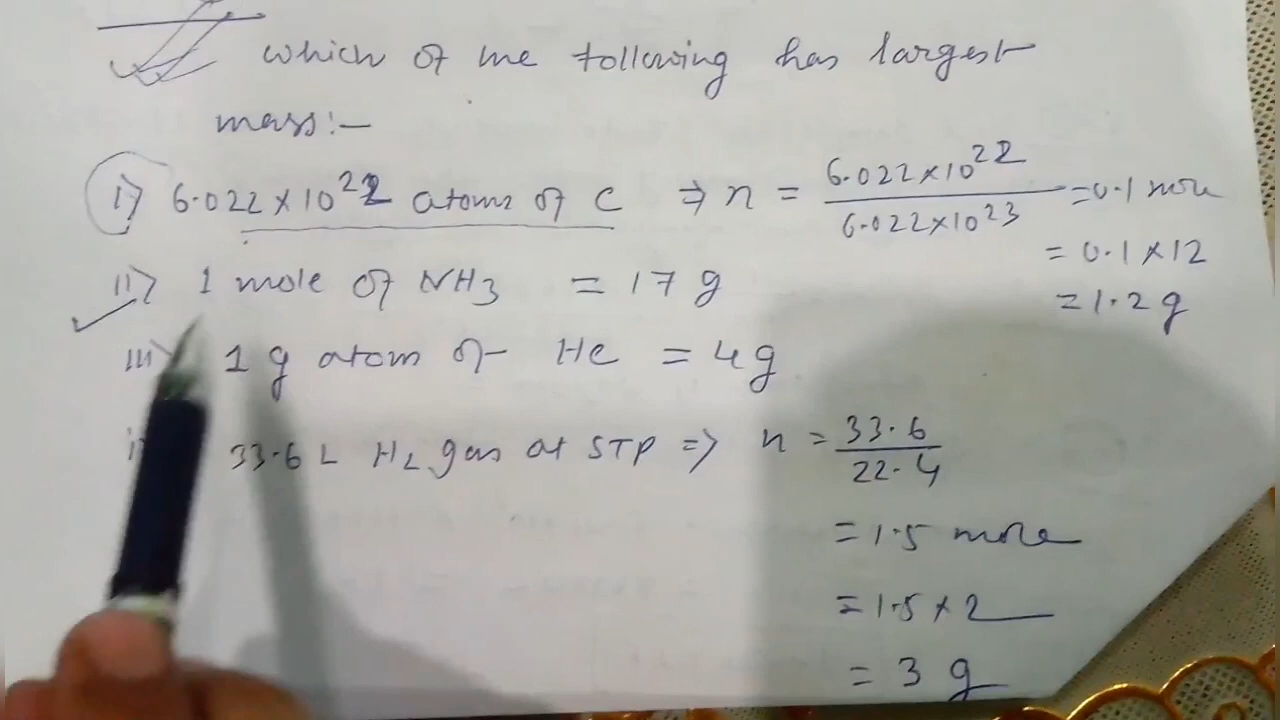 which of the following has largest
mass:-
i) 6.022×10²² atoms of C ⇒ n = 6.022×10²² / 6.022×10²³ = 0.1 mole
= 0.1×12
= 1.2 g
ii) 1 mole of NH₃ = 17 g
iii) 1 g atom of He = 4g
33.6 L H₂ gas at STP ⇒ n = 33.6 / 22.4
= 1.5 mole
= 1.5×2
= 3 g